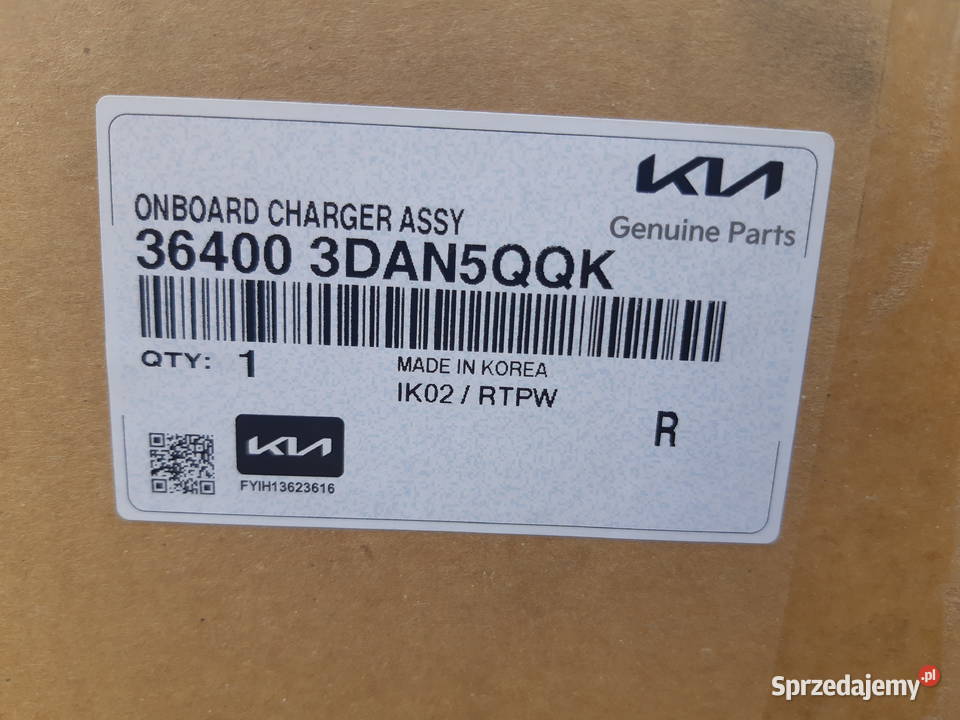 KIA
Genuine Parts
ONBOARD CHARGER ASSY
36400 3DAN5QQK
QTY: 1
MADE IN KOREA
IK02 / RTPW
R
KIA
FYIH13623616
Sprzedajemy.pl